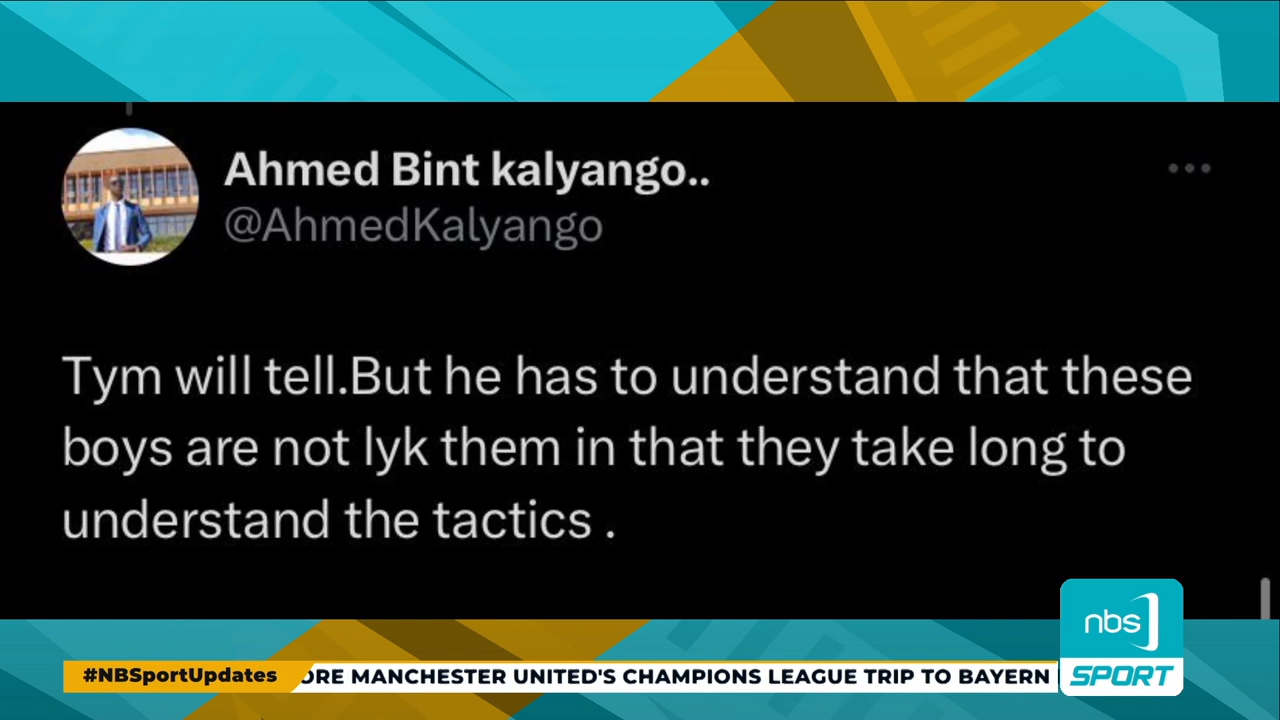 Ahmed Bint kalyango..
@AhmedKalyango
Tym will tell.But he has to understand that these
boys are not lyk them in that they take long to
understand the tactics .
nbs
SPORT
#NBSportUpdates
ORE MANCHESTER UNITED'S CHAMPIONS LEAGUE TRIP TO BAYERN